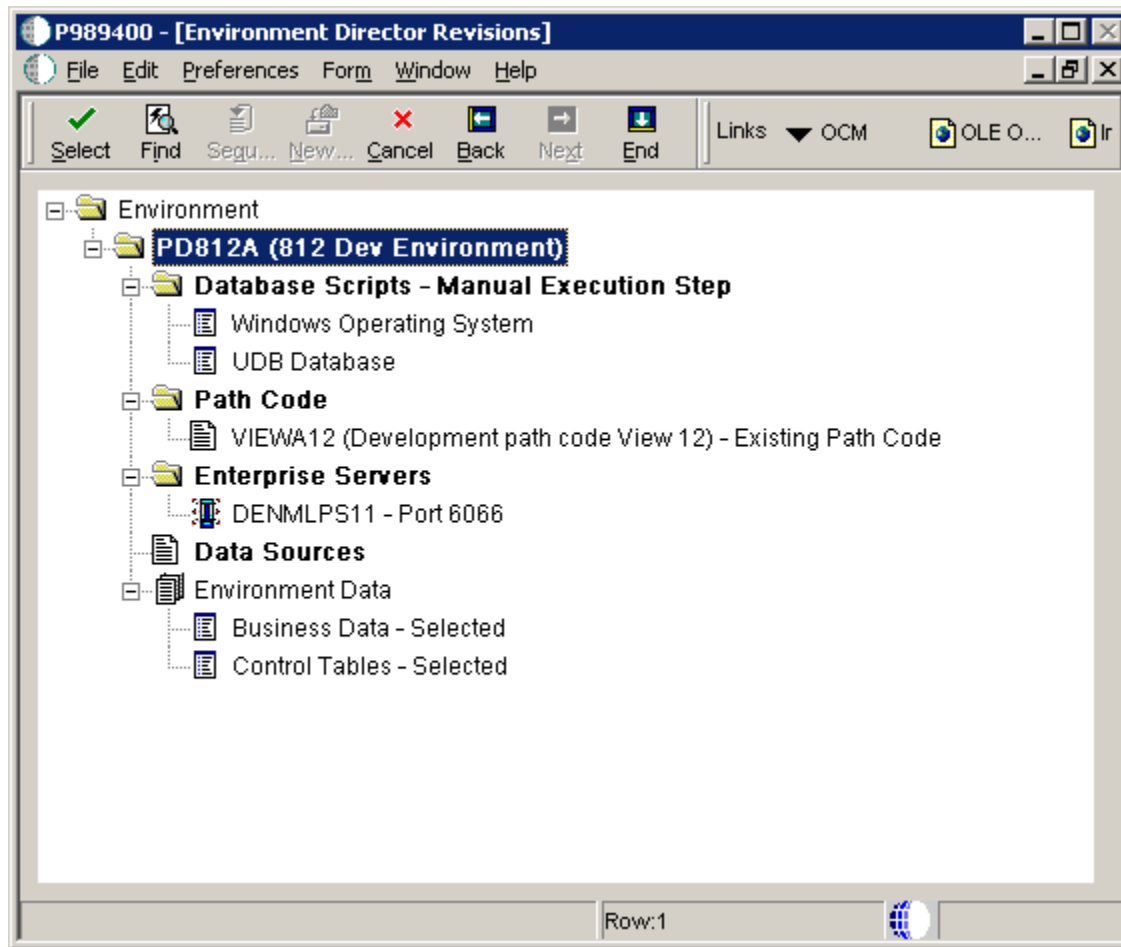 P989400 - [Environment Director Revisions]
File Edit Preferences Form Window Help
Select Find Sequ... New... Cancel Back Next End Links OCM OLE O... Ir
Environment
PD812A (812 Dev Environment)
Database Scripts - Manual Execution Step
Windows Operating System
UDB Database
Path Code
VIEWA12 (Development path code View 12) - Existing Path Code
Enterprise Servers
DENMLPS11 - Port 6066
Data Sources
Environment Data
Business Data - Selected
Control Tables - Selected
Row:1